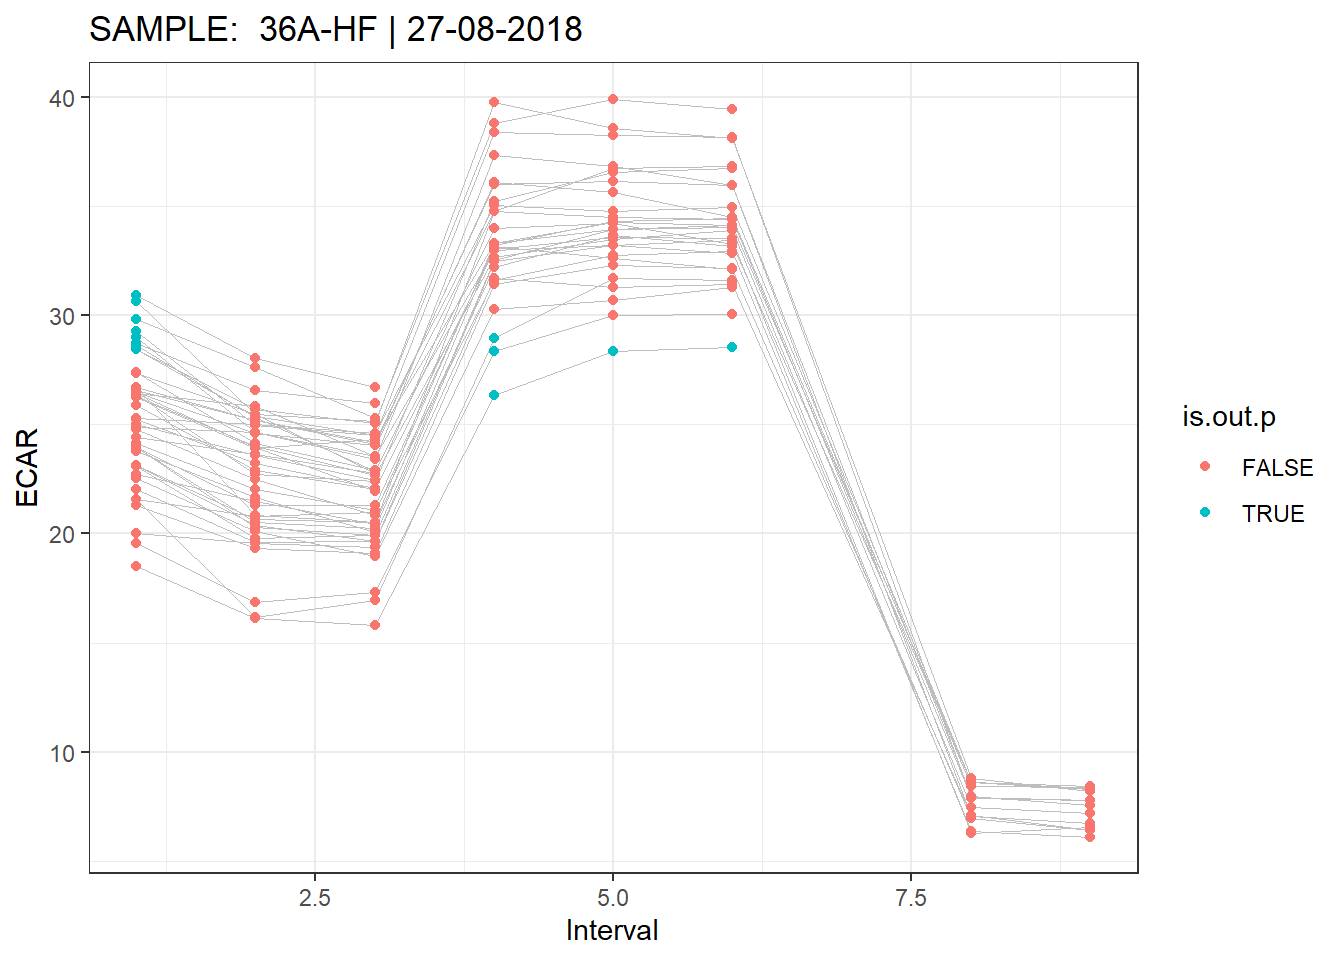 SAMPLE:  36A-HF | 27-08-2018
40
30
20
10
ECAR
2.5
5.0
7.5
Interval
is.out.p
FALSE
TRUE